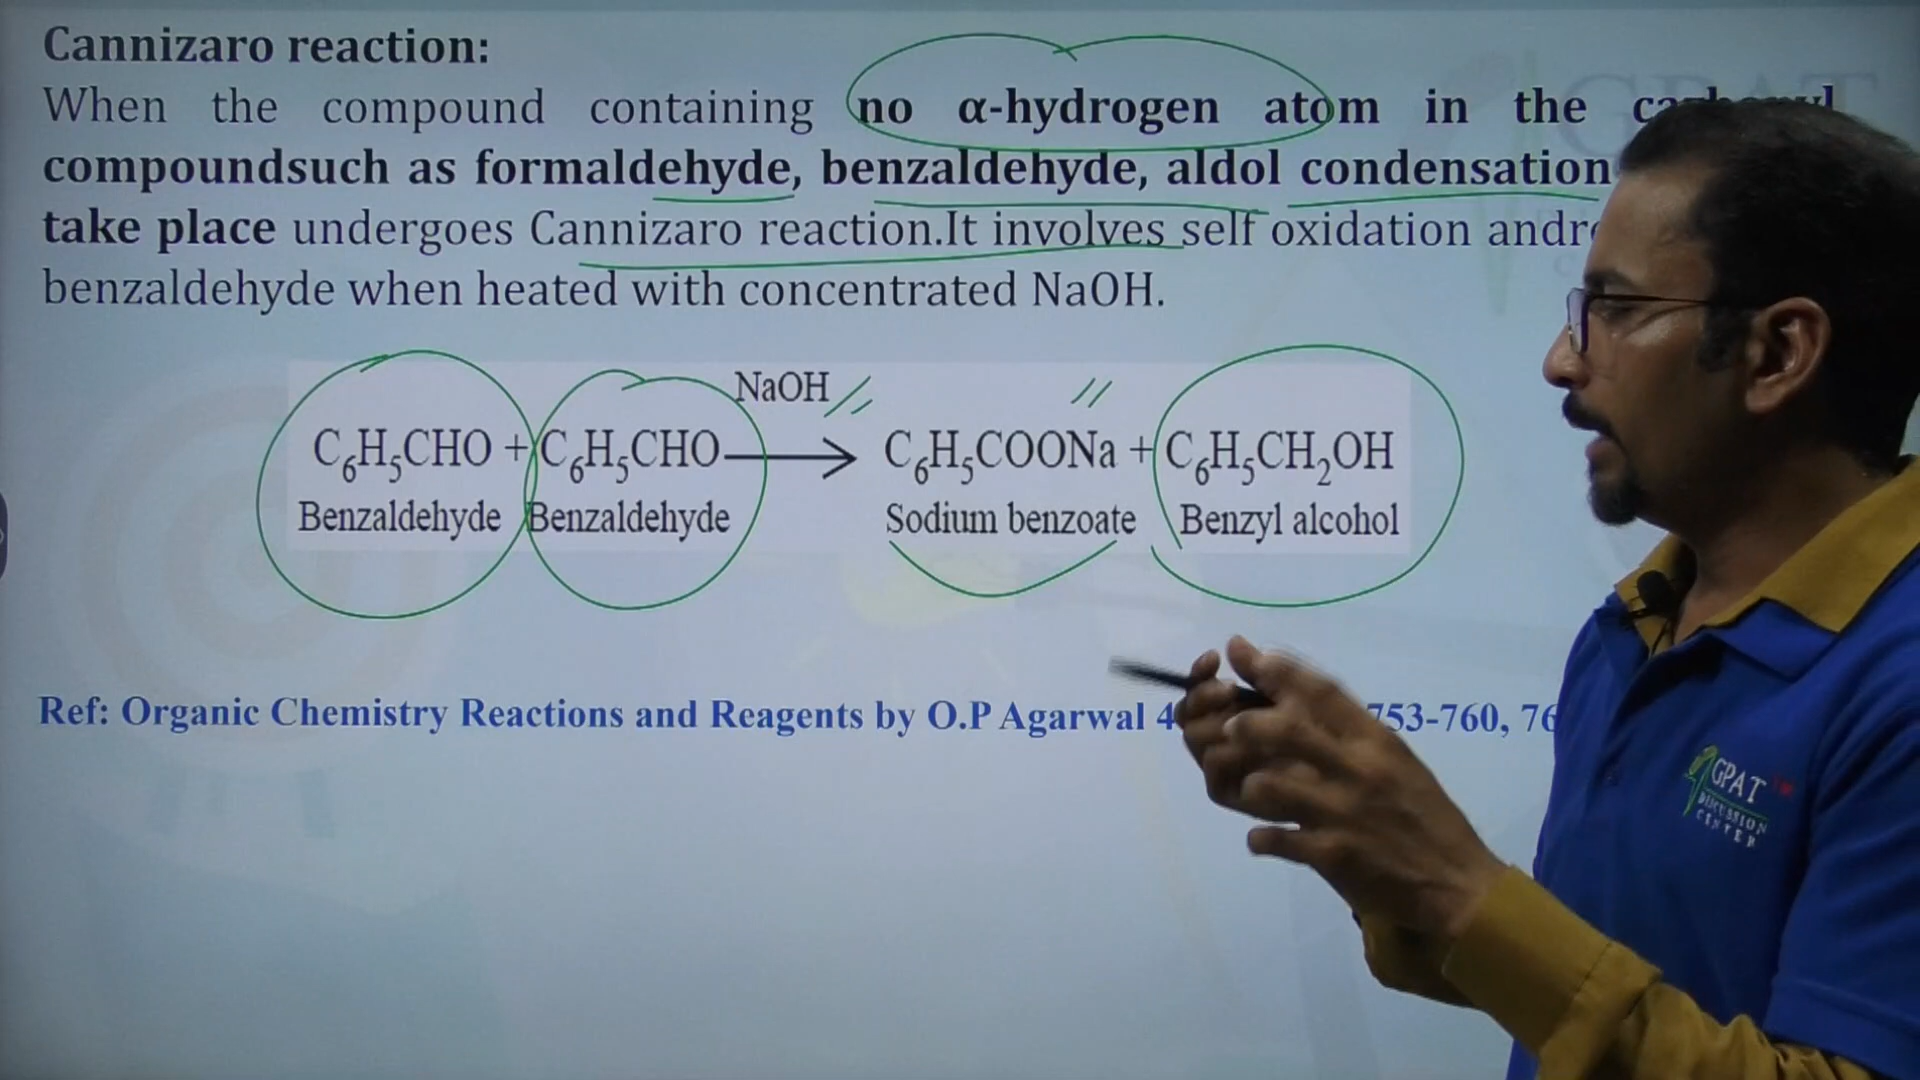 Cannizaro reaction:
When the compound containing no α-hydrogen atom in the
compoundsuch as formaldehyde, benzaldehyde, aldol condensation
take place undergoes Cannizaro reaction.It involves self oxidation
benzaldehyde when heated with concentrated NaOH.
NaOH
C₆H₅CHO + C₆H₅CHO → C₆H₅COONa + C₆H₅CH₂OH
Benzaldehyde Benzaldehyde Sodium benzoate Benzyl alcohol
Ref: Organic Chemistry Reactions and Reagents by O.P Agarwal 753-760,
GPAT
DISCUSSION
CENTER